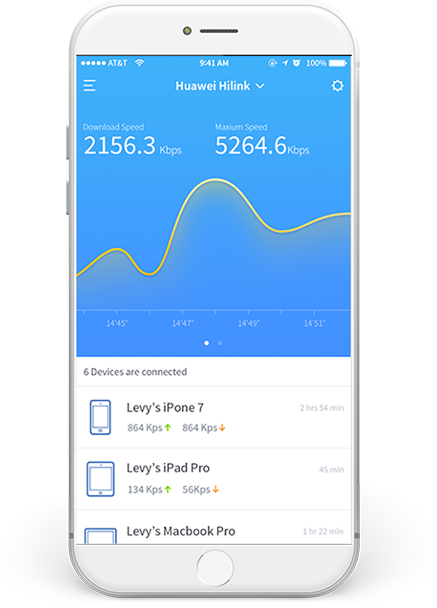 AT&T 9:41 AM 100%
Huawei Hilink
Download Speed Maxium Speed
2156.3 Kbps 5264.6Kbps
14'45" 14'47" 14'49" 14'51"
6 Devices are connected
Levy's iPone 7 2 hrs 54 min
864 Kps 864 Kps
Levy's iPad Pro 45 min
134 Kps 56Kps
Levy's Macbook Pro 1 hr 22 min